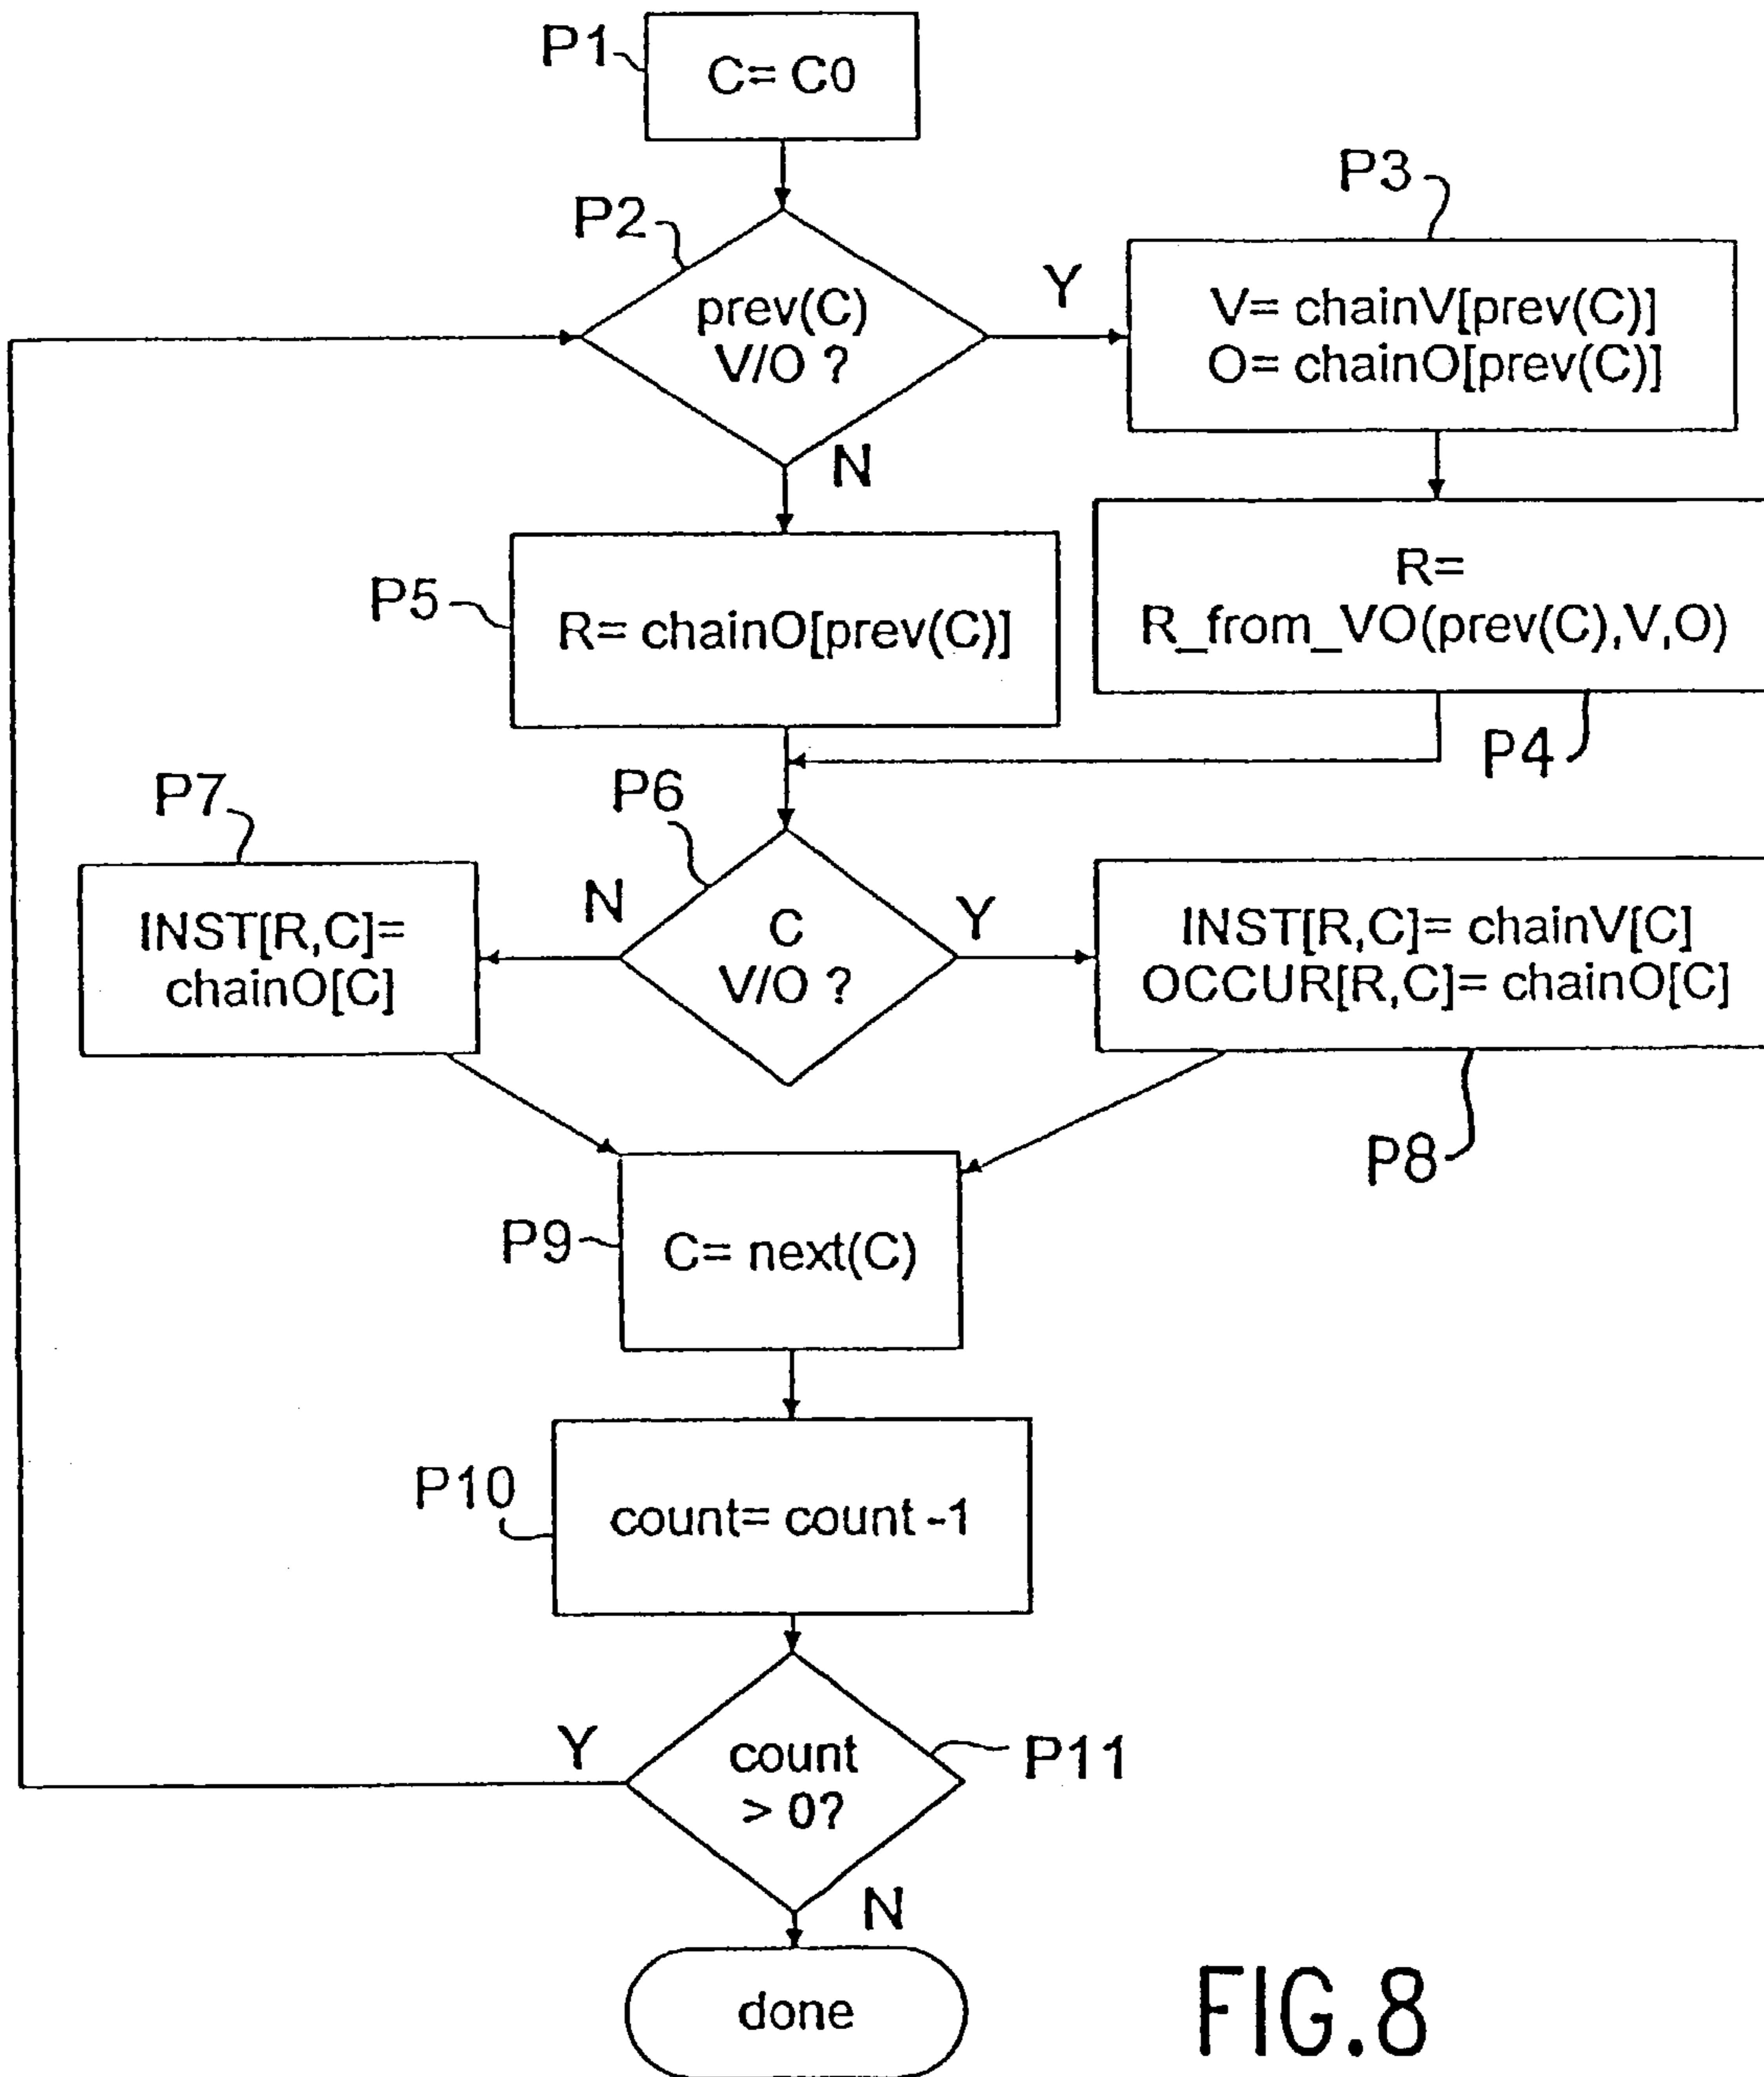 P1
C= C0
P2
prev(C)
V/O ?
Y
N
P3
V= chainV[prev(C)]
O= chainO[prev(C)]
R=
R_from_VO(prev(C),V,O)
P4
P5
R= chainO[prev(C)]
P6
C
V/O ?
N
Y
P7
INST[R,C]=
chainO[C]
INST[R,C]= chainV[C]
OCCUR[R,C]= chainO[C]
P8
P9
C= next(C)
P10
count= count -1
P11
count
> 0?
Y
N
done
FIG.8